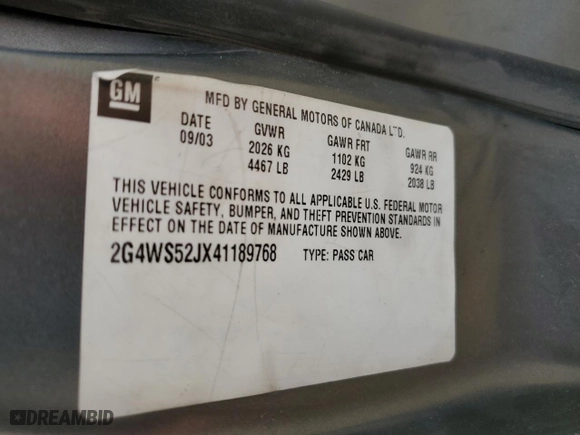 GM
MFD BY GENERAL MOTORS OF CANADA LTD.
DATE GVWR GAWR FRT GAWR RR
09/03 2026 KG 1102 KG 924 KG
4467 LB 2429 LB 2038 LB
THIS VEHICLE CONFORMS TO ALL APPLICABLE U.S. FEDERAL MOTOR
VEHICLE SAFETY, BUMPER, AND THEFT PREVENTION STANDARDS IN
EFFECT ON THE DATE OF MANUFACTURE SHOWN ABOVE.
2G4WS52JX41189768 TYPE: PASS CAR
DREAMBID